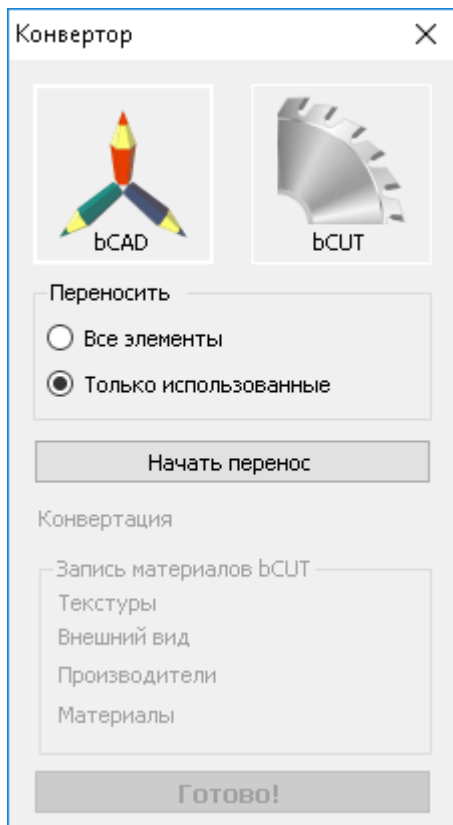 Конвертор
bCAD
bCUT
Переносить
Все элементы
Только использованные
Начать перенос
Конвертация
Запись материалов bCUT
Текстуры
Внешний вид
Производители
Материалы
Готово!